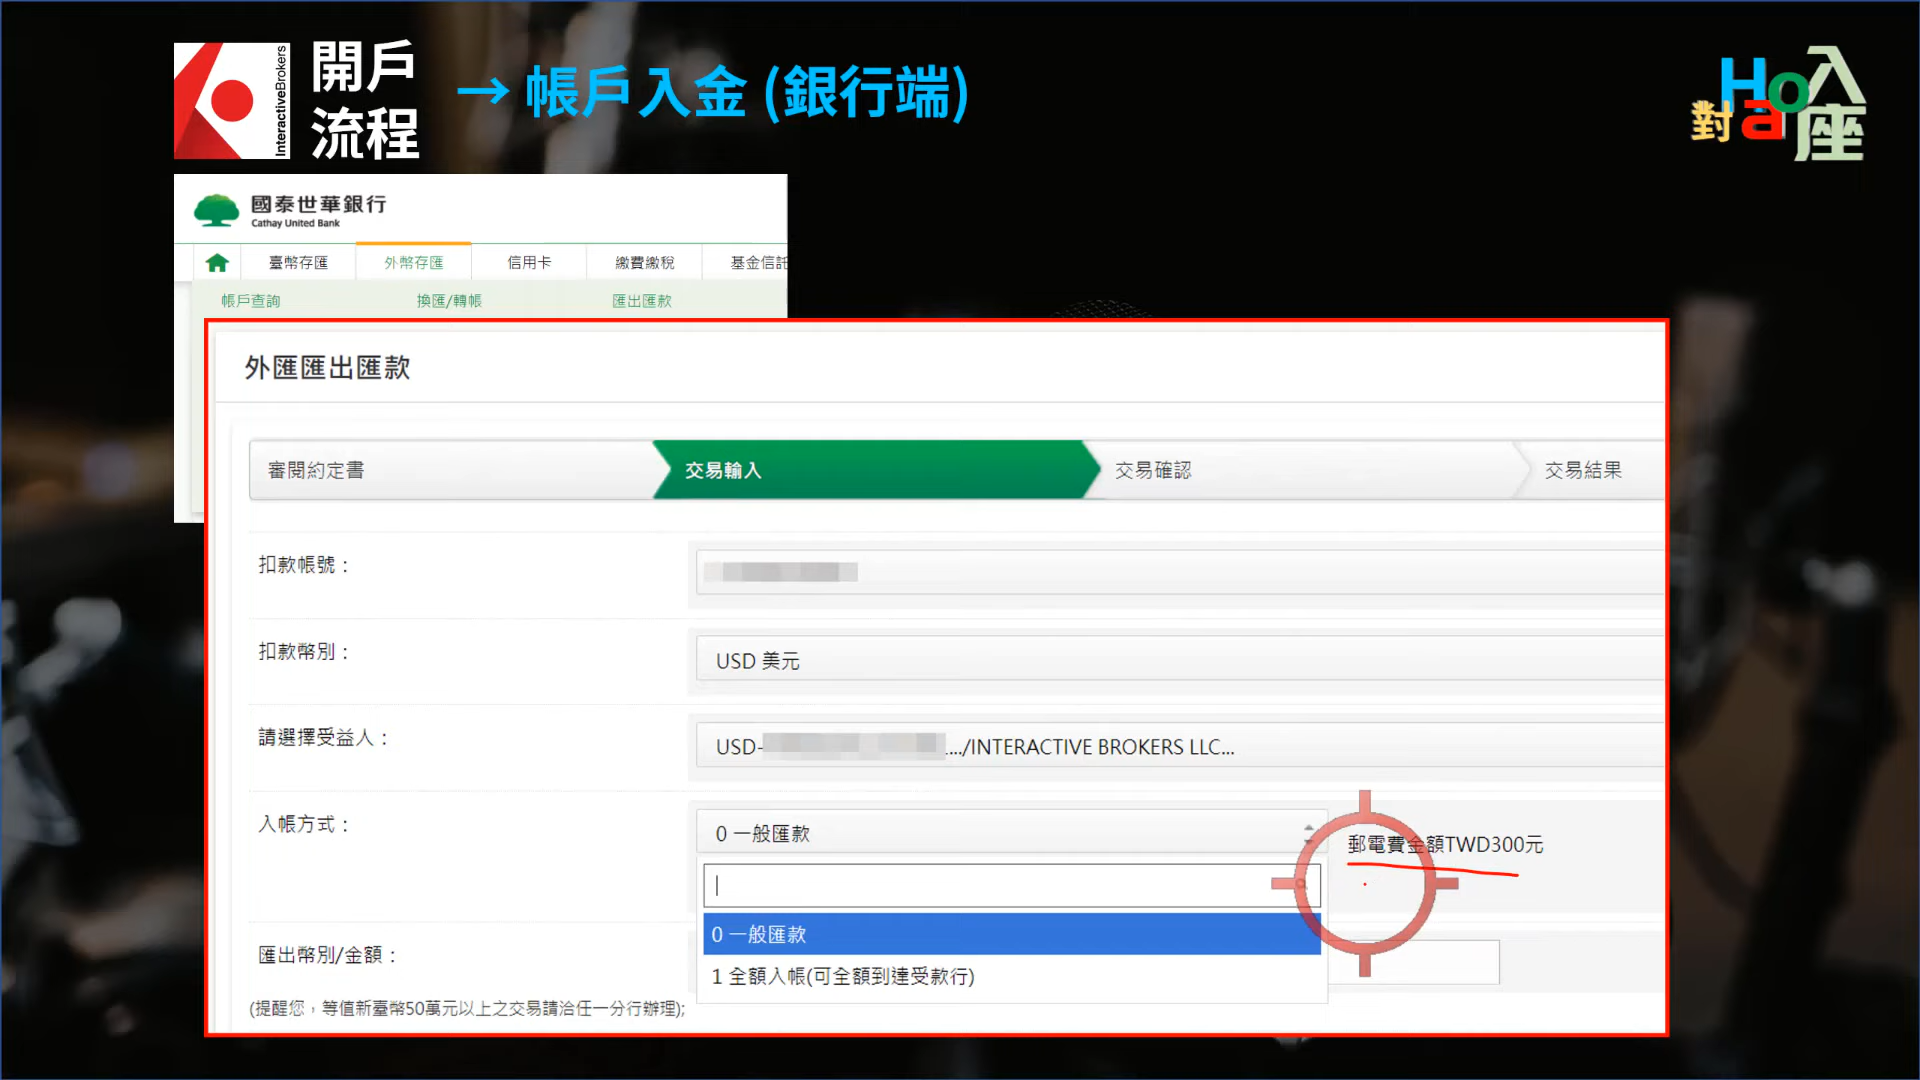 InteractiveBrokers
開戶
流程
→ 帳戶入金 (銀行端)
Ha對Ho入座
國泰世華銀行
Cathay United Bank
臺幣存匯 外幣存匯 信用卡 繳費繳稅 基金信託
帳戶查詢 換匯/轉帳 匯出匯款
外匯匯出匯款
審閱約定書 交易輸入 交易確認 交易結果
扣款帳號：
扣款幣別： USD 美元
請選擇受益人： USD- .../INTERACTIVE BROKERS LLC...
入帳方式： 0 一般匯款 郵電費金額TWD300元
0 一般匯款
1 全額入帳(可全額到達受款行)
匯出幣別/金額：
(提醒您，等值新臺幣50萬元以上之交易請洽任一分行辦理);